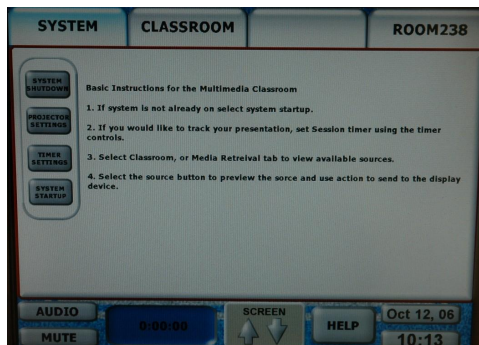 SYSTEM
CLASSROOM
ROOM238
SYSTEM
SHUTDOWN
PROJECTOR
SETTINGS
TIMER
SETTINGS
SYSTEM
STARTUP
Basic Instructions for the Multimedia Classroom
1. If system is not already on select system startup.
2. If you would like to track your presentation, set Session timer using the timer
controls.
3. Select Classroom, or Media Retreival tab to view available sources.
4. Select the source button to preview the sorce and use action to send to the display
device.
AUDIO
MUTE
0:00:00
SCREEN
HELP
Oct 12, 06
10:13